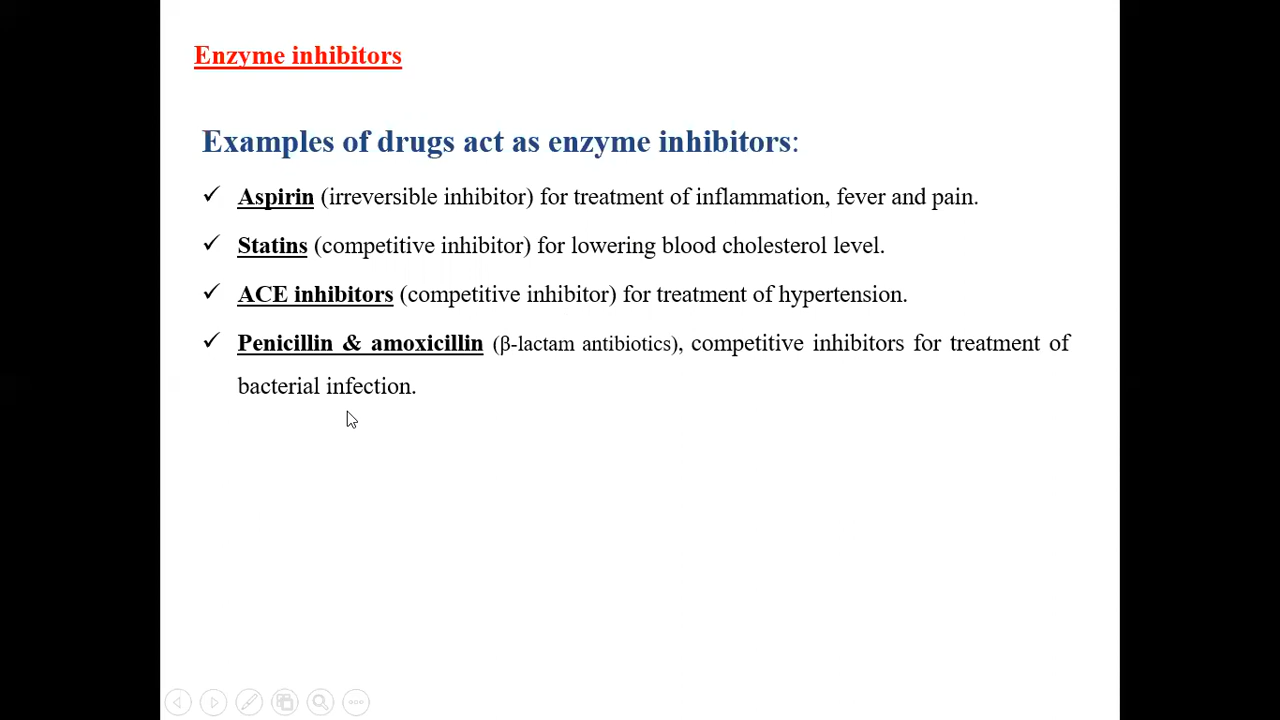 Enzyme inhibitors
Examples of drugs act as enzyme inhibitors:
✓ Aspirin (irreversible inhibitor) for treatment of inflammation, fever and pain.
✓ Statins (competitive inhibitor) for lowering blood cholesterol level.
✓ ACE inhibitors (competitive inhibitor) for treatment of hypertension.
✓ Penicillin & amoxicillin (β-lactam antibiotics), competitive inhibitors for treatment of
bacterial infection.